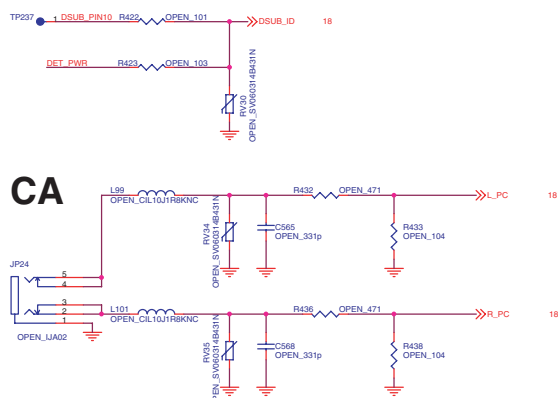 TP237 1 DSUB_PIN10 R422 OPEN_101 DSUB_ID 18
DET_PWR R423 OPEN_103
RV30
OPEN_SV060314B431N
CA
L99
OPEN_CIL10J1R8KNC
R432 OPEN_471 L_PC 18
RV34
OPEN_SV060314B431N
C565
OPEN_331p
R433
OPEN_104
JP24
5
4
3
2
1
OPEN_IJA02
L101
OPEN_CIL10J1R8KNC
R436 OPEN_471 R_PC 18
RV35
OPEN_SV060314B431N
C568
OPEN_331p
R438
OPEN_104